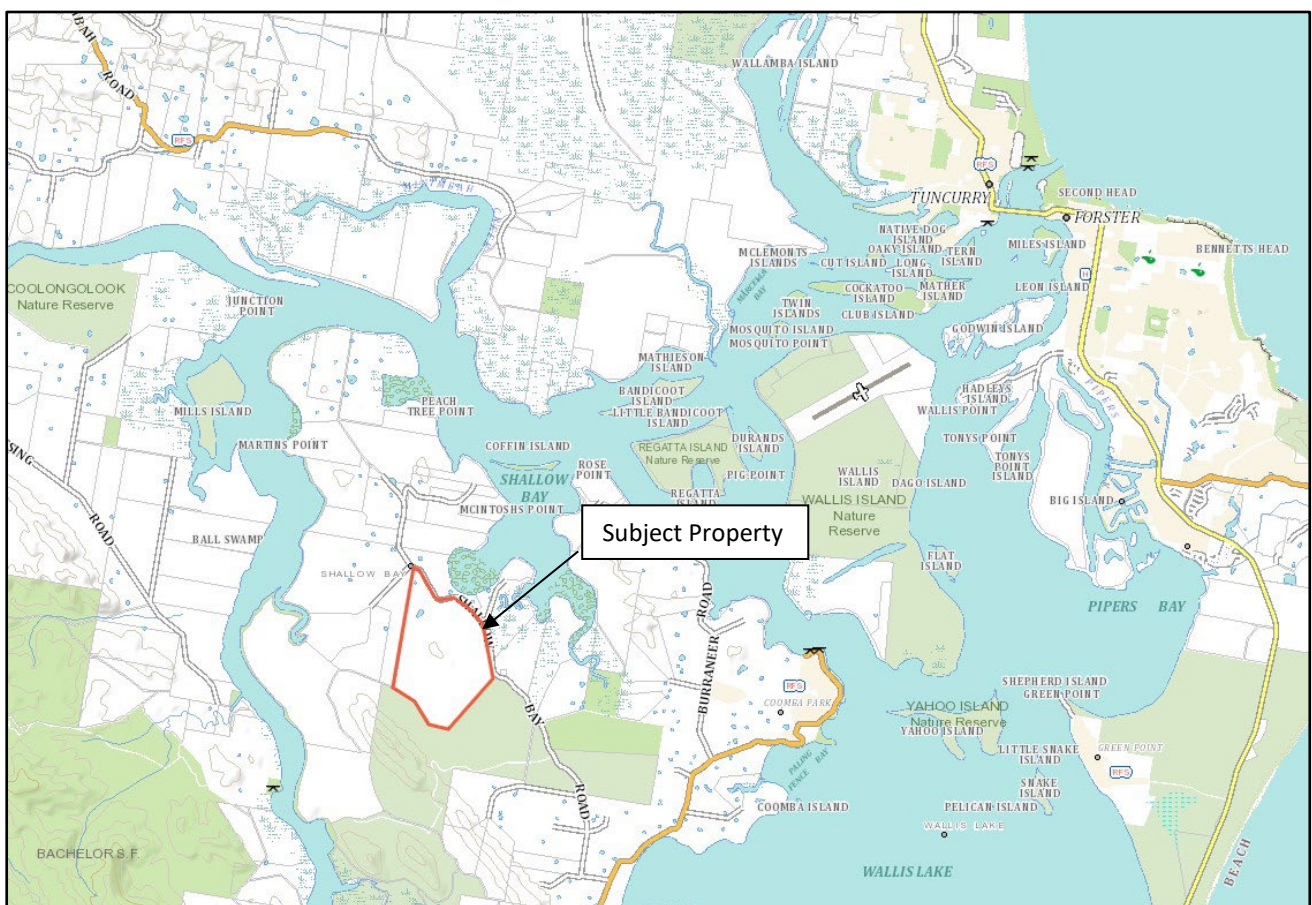 WALLAMBA ISLAND
ROAD
RFS
RFS
TUNCURRY
SECOND HEAD
FORSTER
NATIVE DOG
ISLAND
OAKY ISLAND
TERN
ISLAND
MILES ISLAND
BENNETTS HEAD
MCLEMONTS
ISLANDS
CUT ISLAND
LONG
ISLAND
H
COOLONGOLOOK
Nature Reserve
JUNCTION
POINT
COCKATOO
ISLAND
MATHER
ISLAND
LEON ISLAND
TWIN
ISLANDS
CLUB ISLAND
MOSQUITO ISLAND
MOSQUITO POINT
GODWIN ISLAND
PIPERS
MATHIESON
ISLAND
BANDICOOT
ISLAND
LITTLE BANDICOOT
ISLAND
HADLEYS
ISLAND
WALLIS POINT
PEACH
TREE POINT
MILLS ISLAND
MARTINS POINT
COFFIN ISLAND
REGATTA ISLAND
Nature Reserve
DURANDS
ISLAND
TONYS POINT
TONYS
POINT
ISLAND
ROSE
POINT
PIG POINT
SHALLOW
BAY
MCINTOSHS POINT
REGATTA
ISLAND
WALLIS
ISLAND
DAGO ISLAND
WALLIS ISLAND
Nature
Reserve
BIG ISLAND
ROAD
Subject Property
BALL SWAMP
SHALLOW BAY
FLAT
ISLAND
BAY
ROAD
BURRANEER
ROAD
PIPERS BAY
RFS
COOMBA PARK
SHEPHERD ISLAND
GREEN POINT
YAHOO ISLAND
Nature Reserve
YAHOO ISLAND
PALING
FENCE BAY
LITTLE SNAKE
ISLAND
GREEN POINT
RFS
SNAKE
ISLAND
COOMBA ISLAND
PELICAN ISLAND
WALLIS LAKE
BACHELOR S.F.
WALLIS LAKE
BEACH